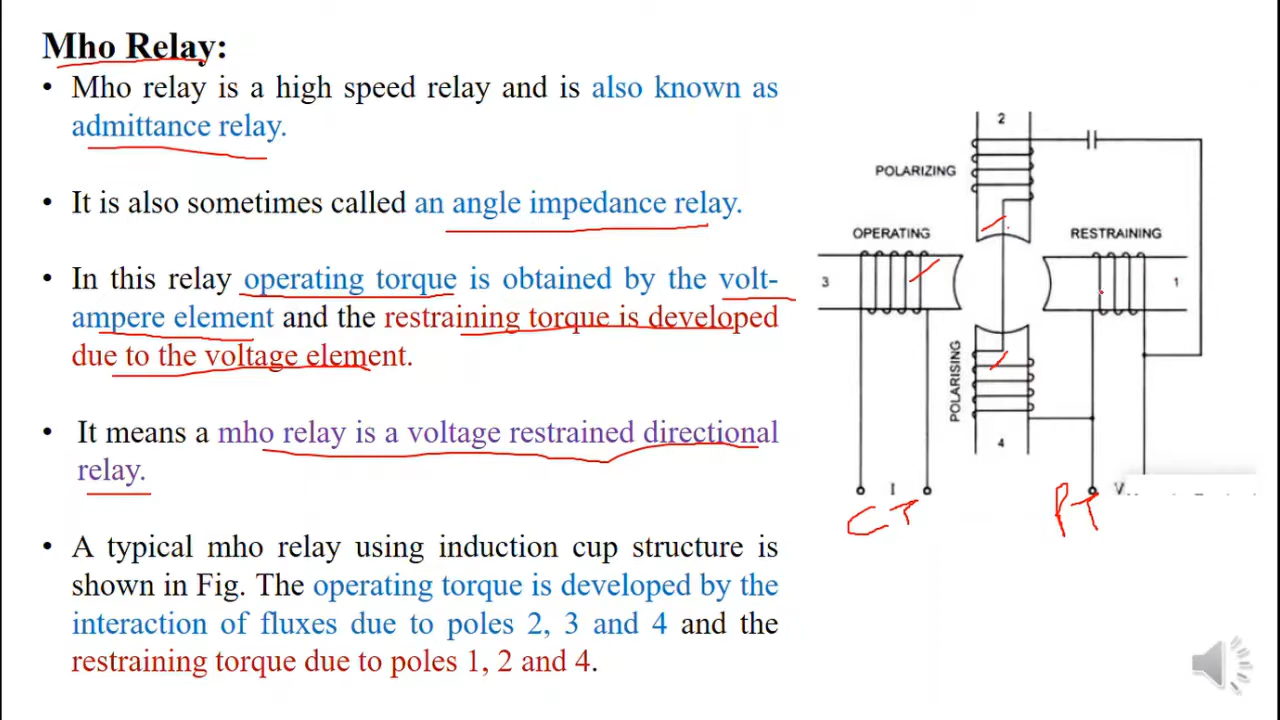 Mho Relay:
• Mho relay is a high speed relay and is also known as
admittance relay.
• It is also sometimes called an angle impedance relay.
• In this relay operating torque is obtained by the volt-
ampere element and the restraining torque is developed
due to the voltage element.
• It means a mho relay is a voltage restrained directional
relay.
• A typical mho relay using induction cup structure is
shown in Fig. The operating torque is developed by the
interaction of fluxes due to poles 2, 3 and 4 and the
restraining torque due to poles 1, 2 and 4.
2
POLARIZING
OPERATING
RESTRAINING
3
1
POLARISING
4
I
V
CT
PT